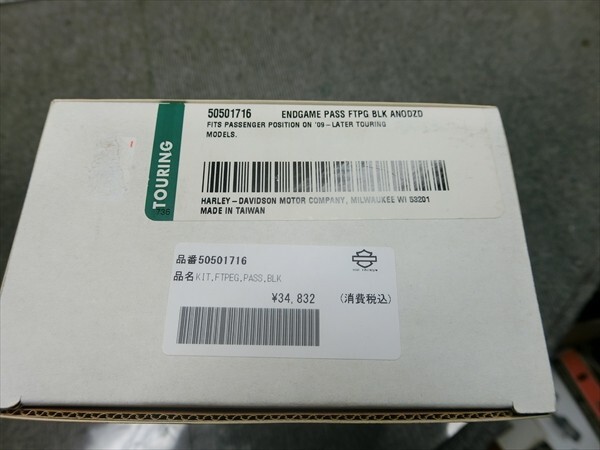 50501716 ENDGAME PASS FTPG BLK ANODZD
FITS PASSENGER POSITION ON '09-LATER TOURING
MODELS.
TOURING
738
HARLEY-DAVIDSON MOTOR COMPANY, MILWAUKEE WI 53201
MADE IN TAIWAN
品番50501716
品名KIT,FTPEG,PASS,BLK
¥34,832 (消費税込)